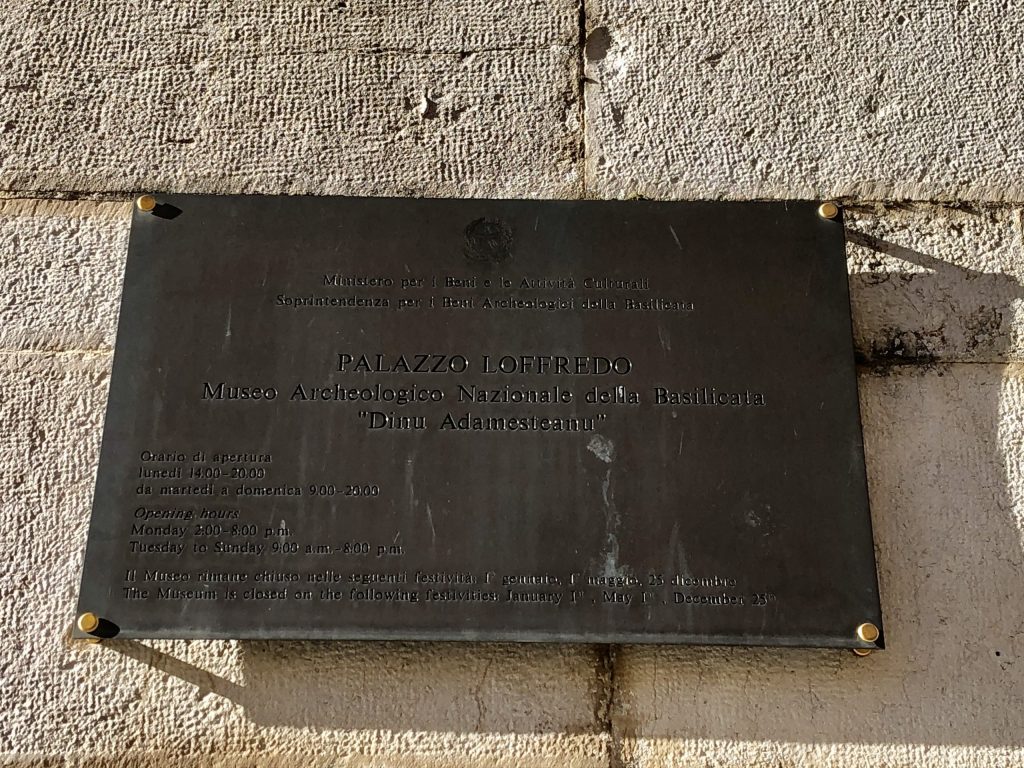 Ministero per i Beni e le Attività Culturali
Soprintendenza per i Beni Archeologici della Basilicata
PALAZZO LOFFREDO
Museo Archeologico Nazionale della Basilicata
"Dinu Adamesteanu"
Orario di apertura
lunedì 14.00-20.00
da martedì a domenica 9.00-20.00
Opening hours
Monday 2:00-8:00 p.m.
Tuesday to Sunday 9:00 a.m.-8:00 p.m.
Il Museo rimane chiuso nelle seguenti festività: 1° gennaio, 1° maggio, 25 dicembre
The Museum is closed on the following festivities: January 1st, May 1st, December 25th